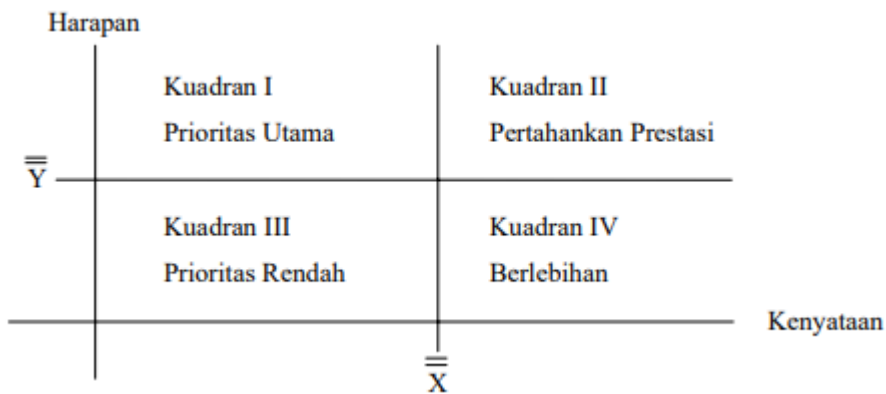 Harapan
Kuadran I
Prioritas Utama
Kuadran II
Pertahankan Prestasi
Y
Kuadran III
Prioritas Rendah
Kuadran IV
Berlebihan
Kenyataan
X